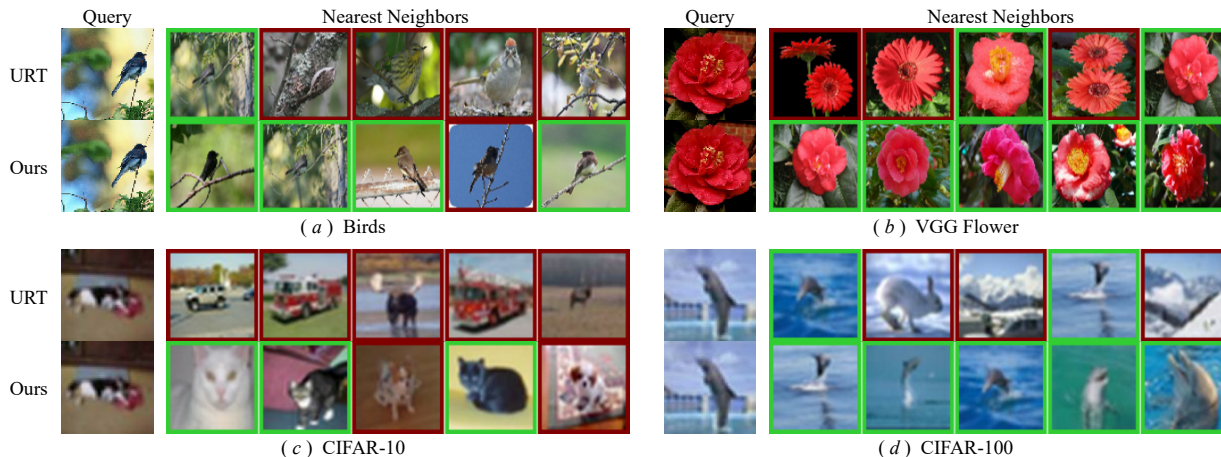 Query Nearest Neighbors Query Nearest Neighbors
URT
Ours
( a ) Birds ( b ) VGG Flower
URT
Ours
( c ) CIFAR-10 ( d ) CIFAR-100